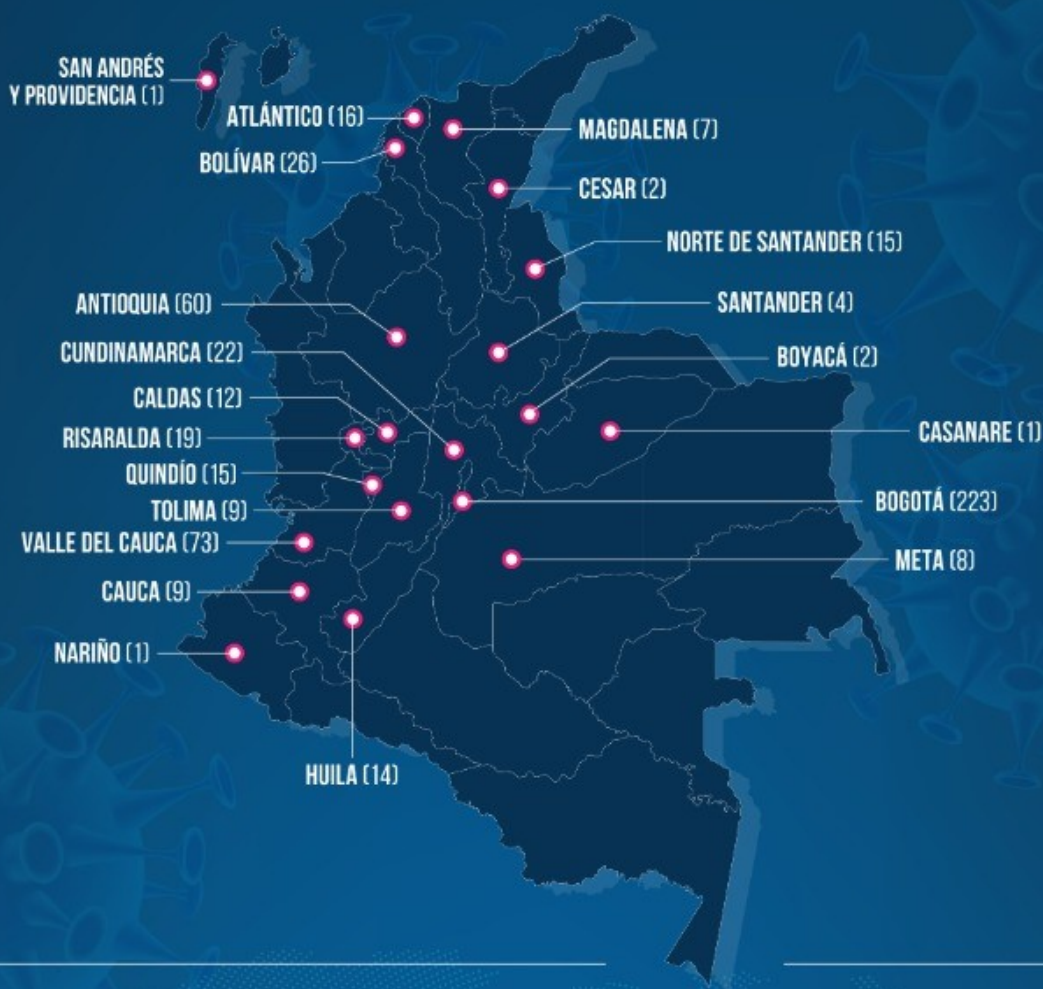 SAN ANDRÉS
Y PROVIDENCIA (1)
ATLÁNTICO (16)
BOLÍVAR (26)
MAGDALENA (7)
CESAR (2)
NORTE DE SANTANDER (15)
ANTIOQUIA (60)
SANTANDER (4)
CUNDINAMARCA (22)
BOYACÁ (2)
CALDAS (12)
RISARALDA (19)
CASANARE (1)
QUINDÍO (15)
TOLIMA (9)
BOGOTÁ (223)
VALLE DEL CAUCA (73)
META (8)
CAUCA (9)
NARIÑO (1)
HUILA (14)